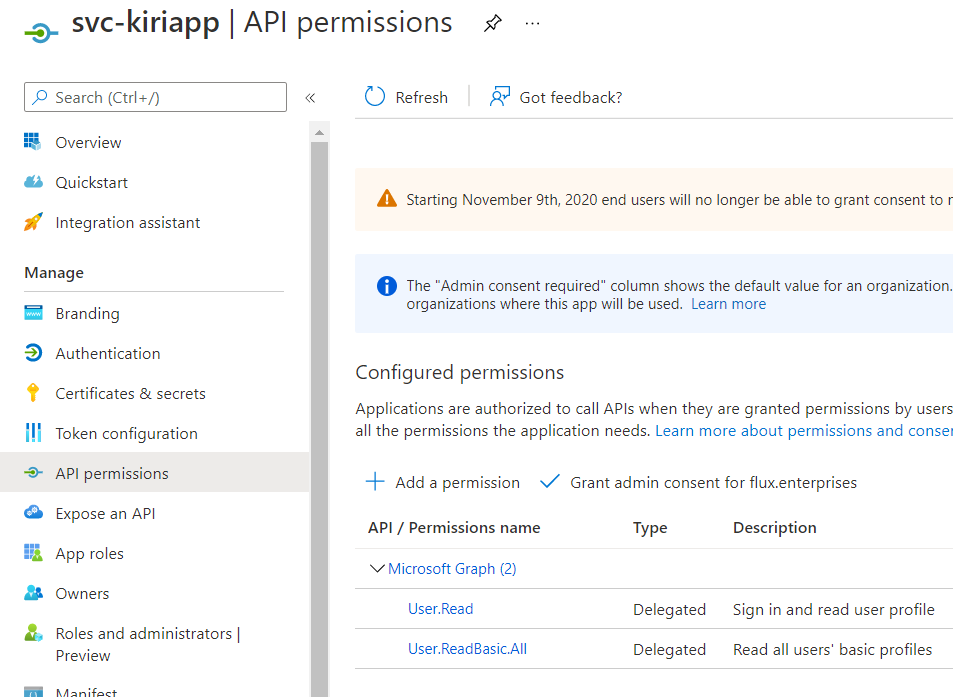 svc-kiriapp | API permissions
Search (Ctrl+/)
Refresh
Got feedback?
Overview
Quickstart
Integration assistant
Manage
Branding
Authentication
Certificates & secrets
Token configuration
API permissions
Expose an API
App roles
Owners
Roles and administrators |
Preview
Manifest
Starting November 9th, 2020 end users will no longer be able to grant consent to
The "Admin consent required" column shows the default value for an organization.
organizations where this app will be used. Learn more
Configured permissions
Applications are authorized to call APIs when they are granted permissions by users
all the permissions the application needs. Learn more about permissions and
Add a permission
Grant admin consent for flux.enterprises
API / Permissions name Type Description
Microsoft Graph (2)
User.Read Delegated Sign in and read user profile
User.ReadBasic.All Delegated Read all users' basic profiles